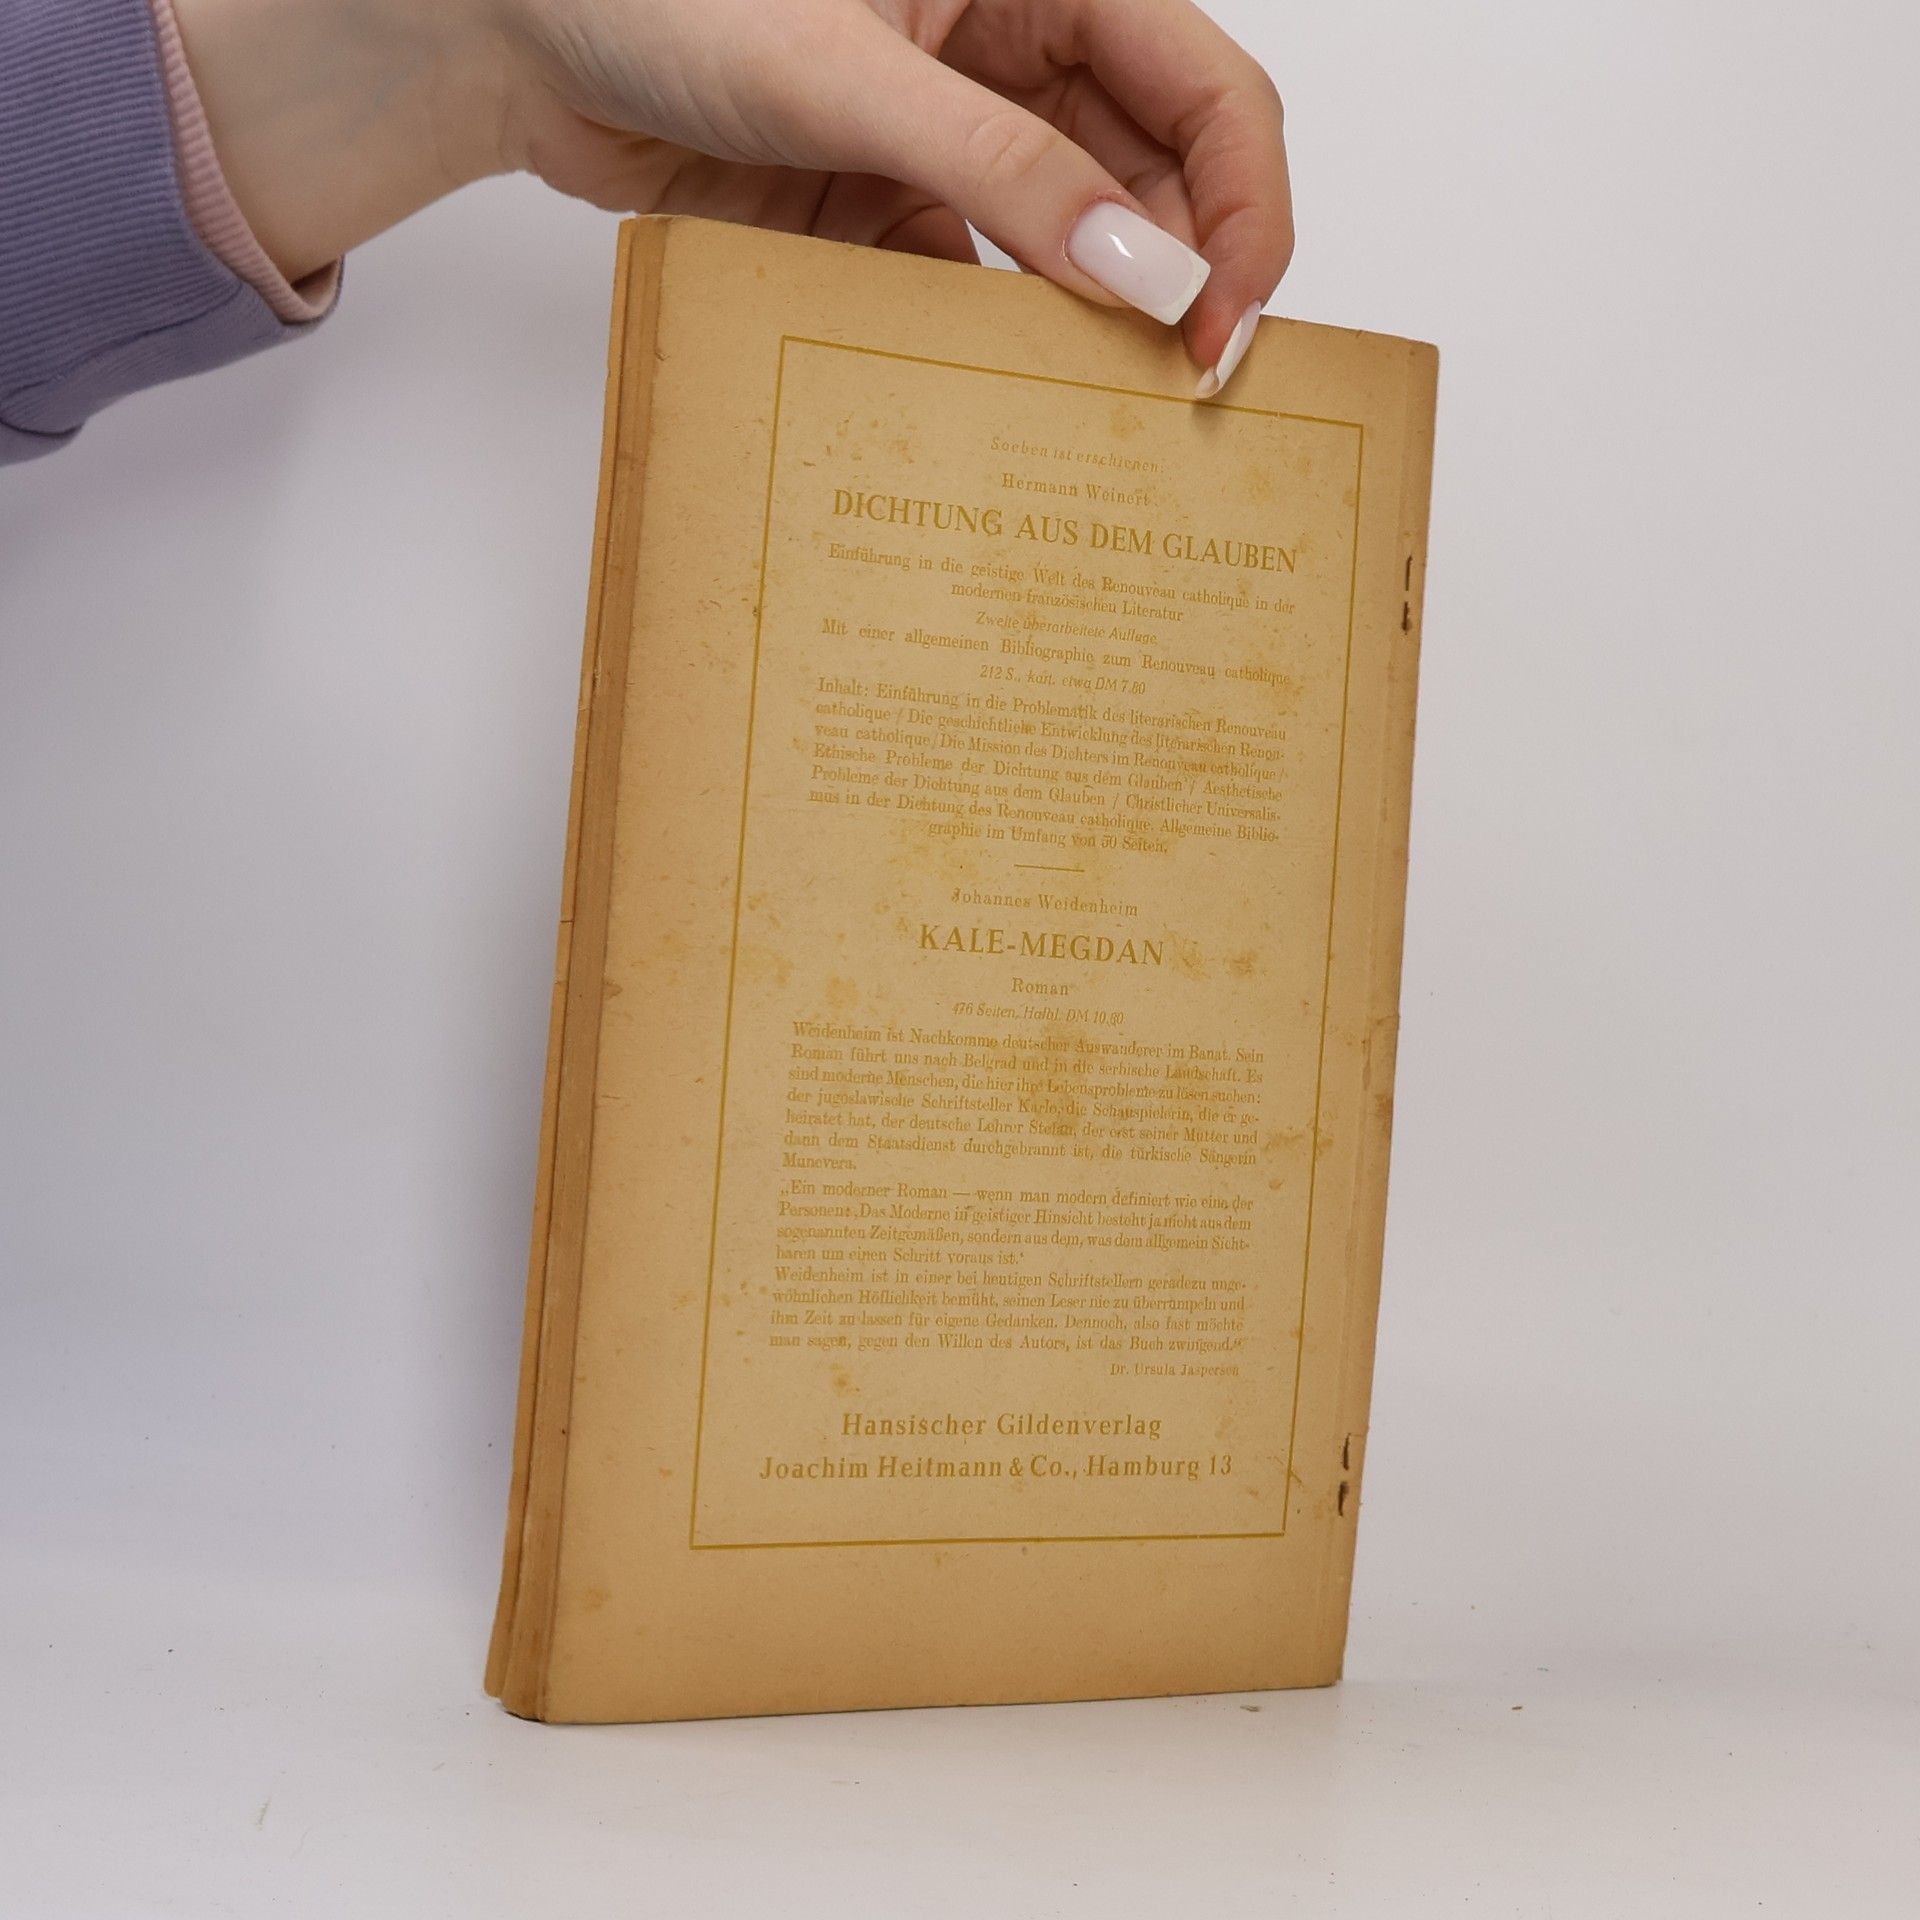 Soeben ist erschienen:
Hermann Weinert
DICHTUNG AUS DEM GLAUBEN
Einführung in die geistige Welt des Renouveau catholique in der
modernen französischen Literatur
Zweite überarbeitete Auflage
Mit einer allgemeinen Bibliographie zum Renouveau catholique
212 S., kart. etwa DM 7.80
Inhalt: Einführung in die Problematik des literarischen Renouveau
catholique / Die geschichtliche Entwicklung des literarischen Renou-
veau catholique / Die Mission des Dichters im Renouveau catholique /
Ethische Probleme der Dichtung aus dem Glauben / Aesthetische
Probleme der Dichtung aus dem Glauben / Christlicher Universalis-
mus in der Dichtung des Renouveau catholique. Allgemeine Biblio-
graphie im Umfang von 50 Seiten.
Johannes Weidenheim
KALE-MEGDAN
Roman
476 Seiten, Halbl. DM 10.80
Weidenheim ist Nachkomme deutscher Auswanderer im Banat. Sein
Roman führt uns nach Belgrad und in die serbische Landschaft. Es
sind moderne Menschen, die hier ihre Lebensprobleme zu lösen suchen:
der jugoslawische Schriftsteller Karlo, die Schauspielerin, die er ge-
heiratet hat, der deutsche Lehrer Stefan, der erst seiner Mutter und
dann dem Staatsdienst durchgebrannt ist, die türkische Sängerin
Munevera.
„Ein moderner Roman — wenn man modern definiert wie eine der
Personen: ‚Das Moderne in geistiger Hinsicht besteht ja nicht aus dem
sogenannten Zeitgemäßen, sondern aus dem, was dem allgemein Sicht-
baren um einen Schritt voraus ist.‘
Weidenheim ist in einer bei heutigen Schriftstellern geradezu unge-
wöhnlichen Höflichkeit bemüht, seinen Leser nie zu überrumpeln und
ihm Zeit zu lassen für eigene Gedanken. Dennoch, also fast möchte
man sagen, gegen den Willen des Autors, ist das Buch zwingend.“
Dr. Ursula Jaspersen
Hansischer Gildenverlag
Joachim Heitmann & Co., Hamburg 13